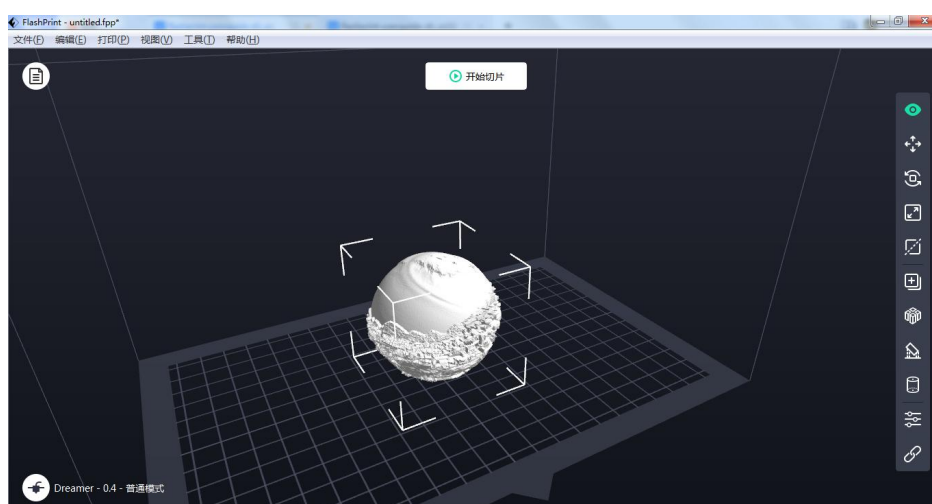 FlashPrint - untitled.fpp*
文件(F) 编辑(E) 打印(P) 视图(V) 工具(T) 帮助(H)
开始切片
Dreamer - 0.4 - 普通模式